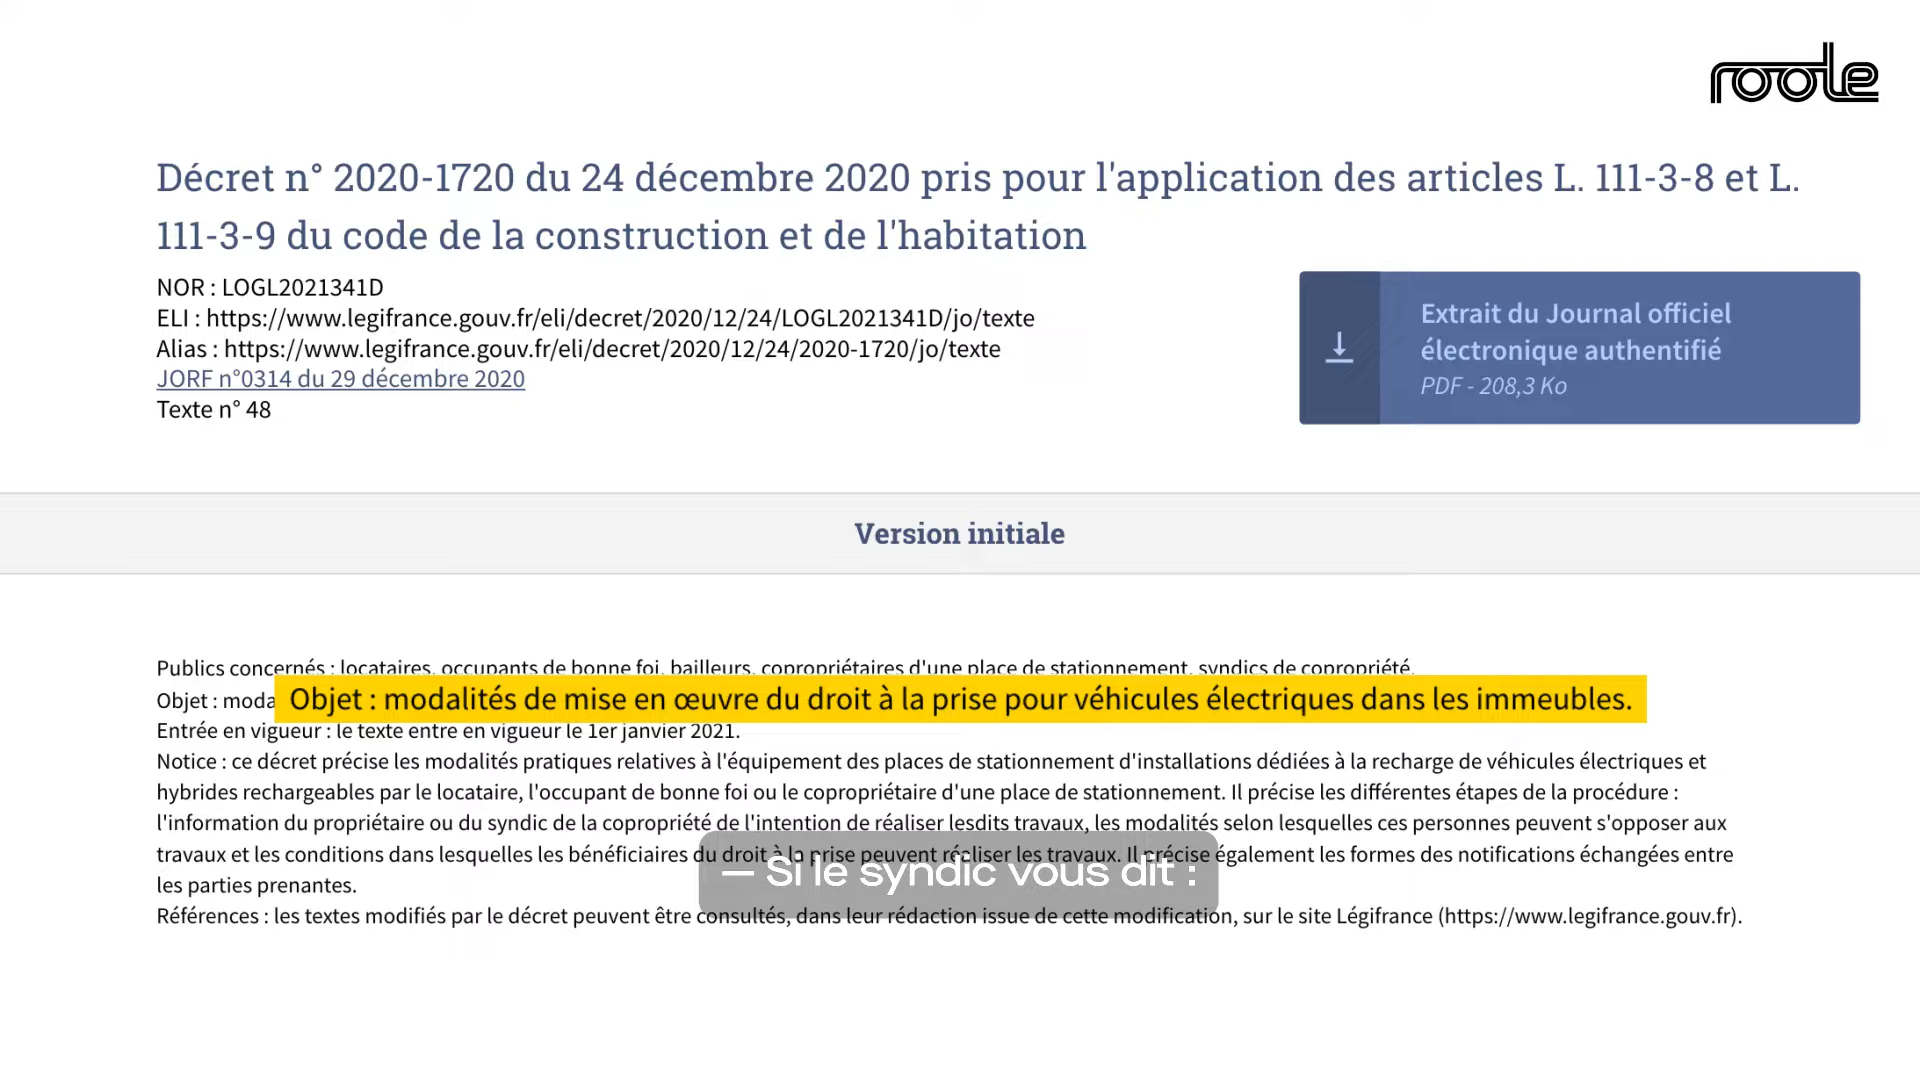 roole
Décret n° 2020-1720 du 24 décembre 2020 pris pour l'application des articles L. 111-3-8 et L.
111-3-9 du code de la construction et de l'habitation
NOR : LOGL2021341D
ELI : https://www.legifrance.gouv.fr/eli/decret/2020/12/24/LOGL2021341D/jo/texte
Alias : https://www.legifrance.gouv.fr/eli/decret/2020/12/24/2020-1720/jo/texte
JORF n°0314 du 29 décembre 2020
Texte n° 48
Extrait du Journal officiel
électronique authentifié
PDF - 208,3 Ko
Version initiale
Publics concernés : locataires, occupants de bonne foi, bailleurs, copropriétaires d'une place de stationnement, syndics de copropriété.
Objet : moda
Objet : modalités de mise en œuvre du droit à la prise pour véhicules électriques dans les immeubles.
Entrée en vigueur : le texte entre en vigueur le 1er janvier 2021.
Notice : ce décret précise les modalités pratiques relatives à l'équipement des places de stationnement d'installations dédiées à la recharge de véhicules électriques et
hybrides rechargeables par le locataire, l'occupant de bonne foi ou le copropriétaire d'une place de stationnement. Il précise les différentes étapes de la procédure :
l'information du propriétaire ou du syndic de la copropriété de l'intention de réaliser lesdits travaux, les modalités selon lesquelles ces personnes peuvent s'opposer aux
travaux et les conditions dans lesquelles les bénéficiaires du droit à la prise peuvent réaliser les travaux. Il précise également les formes des notifications échangées entre
les parties prenantes.
— Si le syndic vous dit :
Références : les textes modifiés par le décret peuvent être consultés, dans leur rédaction issue de cette modification, sur le site Légifrance (https://www.legifrance.gouv.fr).